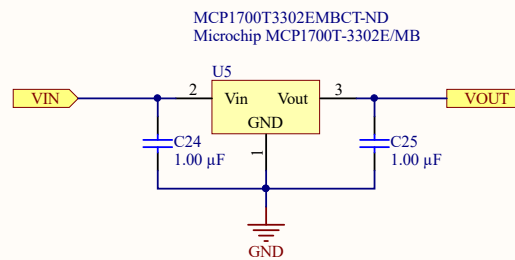 MCP1700T3302EMBCT-ND
Microchip MCP1700T-3302E/MB
U5
VIN
2
Vin
Vout
3
VOUT
GND
1
C24
1.00 µF
C25
1.00 µF
GND